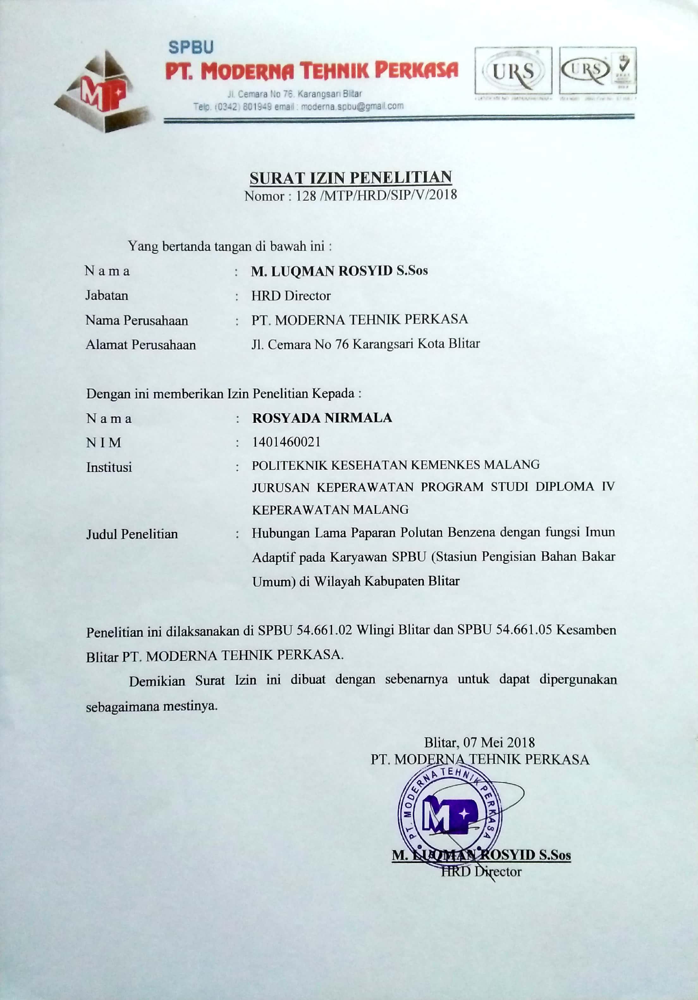 SPBU
PT. MODERNA TEHNIK PERKASA
Jl. Cemara No 76. Karangsari Blitar
Telp. (0342) 801949 email : moderna.spbu@gmail.com
MP
URS
URS
SURAT IZIN PENELITIAN
Nomor : 128 /MTP/HRD/SIP/V/2018
Yang bertanda tangan di bawah ini :
N a m a : M. LUQMAN ROSYID S.Sos
Jabatan : HRD Director
Nama Perusahaan : PT. MODERNA TEHNIK PERKASA
Alamat Perusahaan Jl. Cemara No 76 Karangsari Kota Blitar
Dengan ini memberikan Izin Penelitian Kepada :
N a m a : ROSYADA NIRMALA
N I M : 1401460021
Institusi : POLITEKNIK KESEHATAN KEMENKES MALANG
JURUSAN KEPERAWATAN PROGRAM STUDI DIPLOMA IV
KEPERAWATAN MALANG
Judul Penelitian : Hubungan Lama Paparan Polutan Benzena dengan fungsi Imun
Adaptif pada Karyawan SPBU (Stasiun Pengisian Bahan Bakar
Umum) di Wilayah Kabupaten Blitar
Penelitian ini dilaksanakan di SPBU 54.661.02 Wlingi Blitar dan SPBU 54.661.05 Kesamben
Blitar PT. MODERNA TEHNIK PERKASA.
Demikian Surat Izin ini dibuat dengan sebenarnya untuk dapat dipergunakan
sebagaimana mestinya.
Blitar, 07 Mei 2018
PT. MODERNA TEHNIK PERKASA
PT. MODERNA TEHNIK PERKASA
MP
M. LUQMAN ROSYID S.Sos
HRD Director